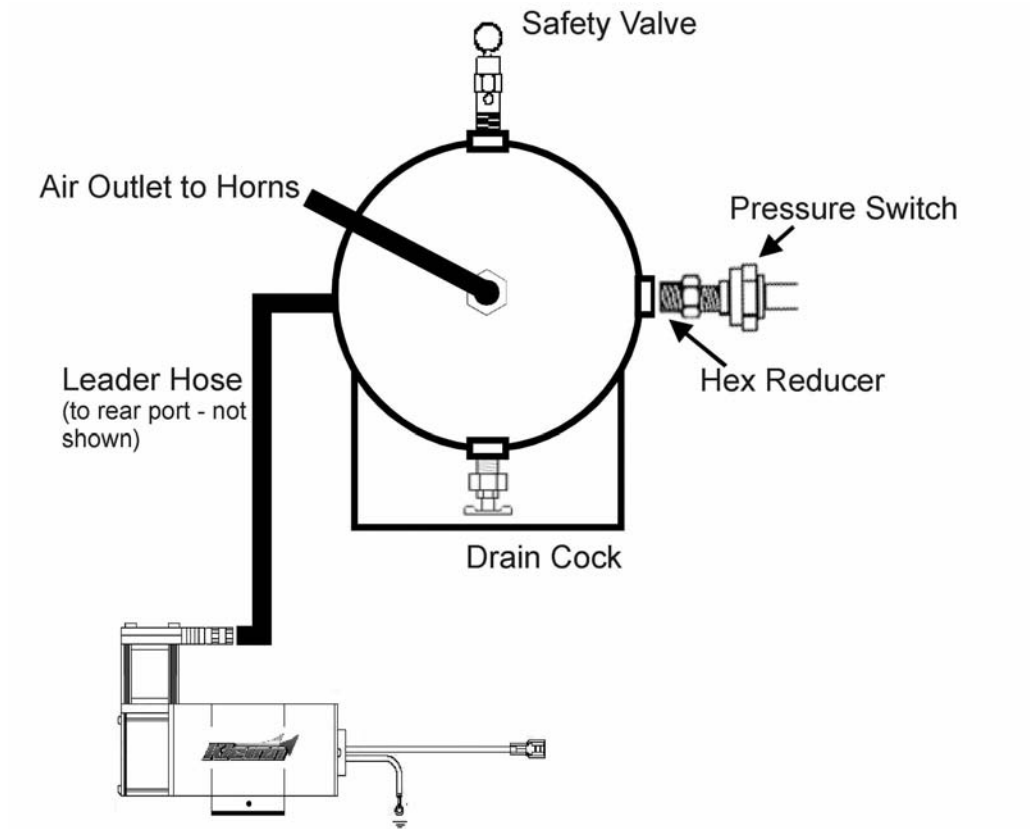 Safety Valve
Air Outlet to Horns
Pressure Switch
Leader Hose
(to rear port - not
shown)
Hex Reducer
Drain Cock
Kleinn